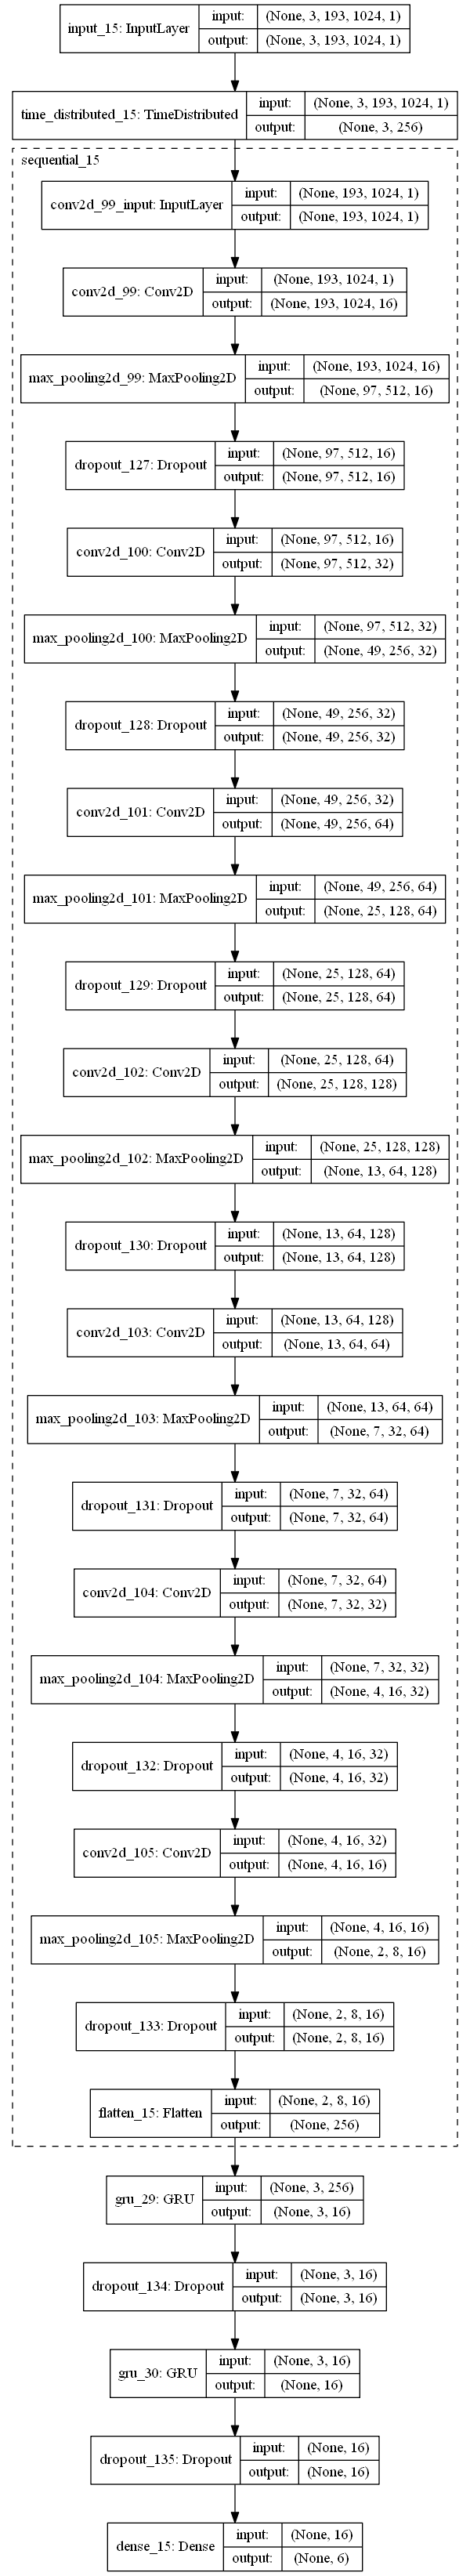 input_15: InputLayer
input: (None, 3, 193, 1024, 1)
output: (None, 3, 193, 1024, 1)
time_distributed_15: TimeDistributed
input: (None, 3, 193, 1024, 1)
output: (None, 3, 256)
sequential_15
conv2d_99_input: InputLayer
input: (None, 193, 1024, 1)
output: (None, 193, 1024, 1)
conv2d_99: Conv2D
input: (None, 193, 1024, 1)
output: (None, 193, 1024, 16)
max_pooling2d_99: MaxPooling2D
input: (None, 193, 1024, 16)
output: (None, 97, 512, 16)
dropout_127: Dropout
input: (None, 97, 512, 16)
output: (None, 97, 512, 16)
conv2d_100: Conv2D
input: (None, 97, 512, 16)
output: (None, 97, 512, 32)
max_pooling2d_100: MaxPooling2D
input: (None, 97, 512, 32)
output: (None, 49, 256, 32)
dropout_128: Dropout
input: (None, 49, 256, 32)
output: (None, 49, 256, 32)
conv2d_101: Conv2D
input: (None, 49, 256, 32)
output: (None, 49, 256, 64)
max_pooling2d_101: MaxPooling2D
input: (None, 49, 256, 64)
output: (None, 25, 128, 64)
dropout_129: Dropout
input: (None, 25, 128, 64)
output: (None, 25, 128, 64)
conv2d_102: Conv2D
input: (None, 25, 128, 64)
output: (None, 25, 128, 128)
max_pooling2d_102: MaxPooling2D
input: (None, 25, 128, 128)
output: (None, 13, 64, 128)
dropout_130: Dropout
input: (None, 13, 64, 128)
output: (None, 13, 64, 128)
conv2d_103: Conv2D
input: (None, 13, 64, 128)
output: (None, 13, 64, 64)
max_pooling2d_103: MaxPooling2D
input: (None, 13, 64, 64)
output: (None, 7, 32, 64)
dropout_131: Dropout
input: (None, 7, 32, 64)
output: (None, 7, 32, 64)
conv2d_104: Conv2D
input: (None, 7, 32, 64)
output: (None, 7, 32, 32)
max_pooling2d_104: MaxPooling2D
input: (None, 7, 32, 32)
output: (None, 4, 16, 32)
dropout_132: Dropout
input: (None, 4, 16, 32)
output: (None, 4, 16, 32)
conv2d_105: Conv2D
input: (None, 4, 16, 32)
output: (None, 4, 16, 16)
max_pooling2d_105: MaxPooling2D
input: (None, 4, 16, 16)
output: (None, 2, 8, 16)
dropout_133: Dropout
input: (None, 2, 8, 16)
output: (None, 2, 8, 16)
flatten_15: Flatten
input: (None, 2, 8, 16)
output: (None, 256)
gru_29: GRU
input: (None, 3, 256)
output: (None, 3, 16)
dropout_134: Dropout
input: (None, 3, 16)
output: (None, 3, 16)
gru_30: GRU
input: (None, 3, 16)
output: (None, 16)
dropout_135: Dropout
input: (None, 16)
output: (None, 16)
dense_15: Dense
input: (None, 16)
output: (None, 6)